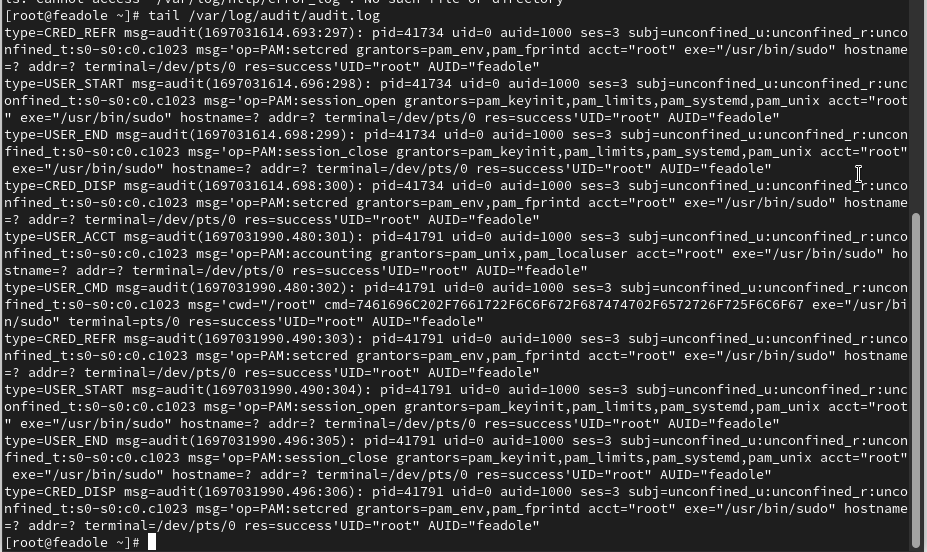 ls: cannot access '/var/log/http/error_log': No such file or directory
[root@feadole ~]# tail /var/log/audit/audit.log
type=CRED_REFR msg=audit(1697031614.693:297): pid=41734 uid=0 auid=1000 ses=3 subj=unconfined_u:unconfined_r:unco
nfined_t:s0-s0:c0.c1023 msg='op=PAM:setcred grantors=pam_env,pam_fprintd acct="root" exe="/usr/bin/sudo" hostname
=? addr=? terminal=/dev/pts/0 res=success'UID="root" AUID="feadole"
type=USER_START msg=audit(1697031614.696:298): pid=41734 uid=0 auid=1000 ses=3 subj=unconfined_u:unconfined_r:unc
onfined_t:s0-s0:c0.c1023 msg='op=PAM:session_open grantors=pam_keyinit,pam_limits,pam_systemd,pam_unix acct="root
" exe="/usr/bin/sudo" hostname=? addr=? terminal=/dev/pts/0 res=success'UID="root" AUID="feadole"
type=USER_END msg=audit(1697031614.698:299): pid=41734 uid=0 auid=1000 ses=3 subj=unconfined_u:unconfined_r:unco
nfined_t:s0-s0:c0.c1023 msg='op=PAM:session_close grantors=pam_keyinit,pam_limits,pam_systemd,pam_unix acct="root"
 exe="/usr/bin/sudo" hostname=? addr=? terminal=/dev/pts/0 res=success'UID="root" AUID="feadole"
type=CRED_DISP msg=audit(1697031614.698:300): pid=41734 uid=0 auid=1000 ses=3 subj=unconfined_u:unconfined_r:unco
nfined_t:s0-s0:c0.c1023 msg='op=PAM:setcred grantors=pam_env,pam_fprintd acct="root" exe="/usr/bin/sudo" hostname
=? addr=? terminal=/dev/pts/0 res=success'UID="root" AUID="feadole"
type=USER_ACCT msg=audit(1697031990.480:301): pid=41791 uid=0 auid=1000 ses=3 subj=unconfined_u:unconfined_r:unco
nfined_t:s0-s0:c0.c1023 msg='op=PAM:accounting grantors=pam_unix,pam_localuser acct="root" exe="/usr/bin/sudo" ho
stname=? addr=? terminal=/dev/pts/0 res=success'UID="root" AUID="feadole"
type=USER_CMD msg=audit(1697031990.480:302): pid=41791 uid=0 auid=1000 ses=3 subj=unconfined_u:unconfined_r:uncon
fined_t:s0-s0:c0.c1023 msg='cwd="/root" cmd=7461696C202F7661722F6C6F672F687474702F6572726F725F6C6F67 exe="/usr/bi
n/sudo" terminal=pts/0 res=success'UID="root" AUID="feadole"
type=CRED_REFR msg=audit(1697031990.490:303): pid=41791 uid=0 auid=1000 ses=3 subj=unconfined_u:unconfined_r:unco
nfined_t:s0-s0:c0.c1023 msg='op=PAM:setcred grantors=pam_env,pam_fprintd acct="root" exe="/usr/bin/sudo" hostname
=? addr=? terminal=/dev/pts/0 res=success'UID="root" AUID="feadole"
type=USER_START msg=audit(1697031990.490:304): pid=41791 uid=0 auid=1000 ses=3 subj=unconfined_u:unconfined_r:unc
onfined_t:s0-s0:c0.c1023 msg='op=PAM:session_open grantors=pam_keyinit,pam_limits,pam_systemd,pam_unix acct="root
" exe="/usr/bin/sudo" hostname=? addr=? terminal=/dev/pts/0 res=success'UID="root" AUID="feadole"
type=USER_END msg=audit(1697031990.496:305): pid=41791 uid=0 auid=1000 ses=3 subj=unconfined_u:unconfined_r:uncon
fined_t:s0-s0:c0.c1023 msg='op=PAM:session_close grantors=pam_keyinit,pam_limits,pam_systemd,pam_unix acct="root"
 exe="/usr/bin/sudo" hostname=? addr=? terminal=/dev/pts/0 res=success'UID="root" AUID="feadole"
type=CRED_DISP msg=audit(1697031990.496:306): pid=41791 uid=0 auid=1000 ses=3 subj=unconfined_u:unconfined_r:unco
nfined_t:s0-s0:c0.c1023 msg='op=PAM:setcred grantors=pam_env,pam_fprintd acct="root" exe="/usr/bin/sudo" hostname
=? addr=? terminal=/dev/pts/0 res=success'UID="root" AUID="feadole"
[root@feadole ~]#